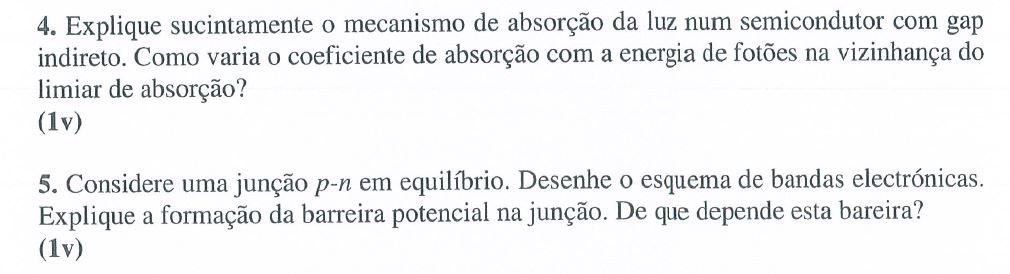 4. Explique sucintamente o mecanismo de absorção da luz num semicondutor com gap
indireto. Como varia o coeficiente de absorção com a energia de fotões na vizinhança do
limiar de absorção?
(1v)
5. Considere uma junção p-n em equilíbrio. Desenhe o esquema de bandas electrónicas.
Explique a formação da barreira potencial na junção. De que depende esta bareira?
(1v)